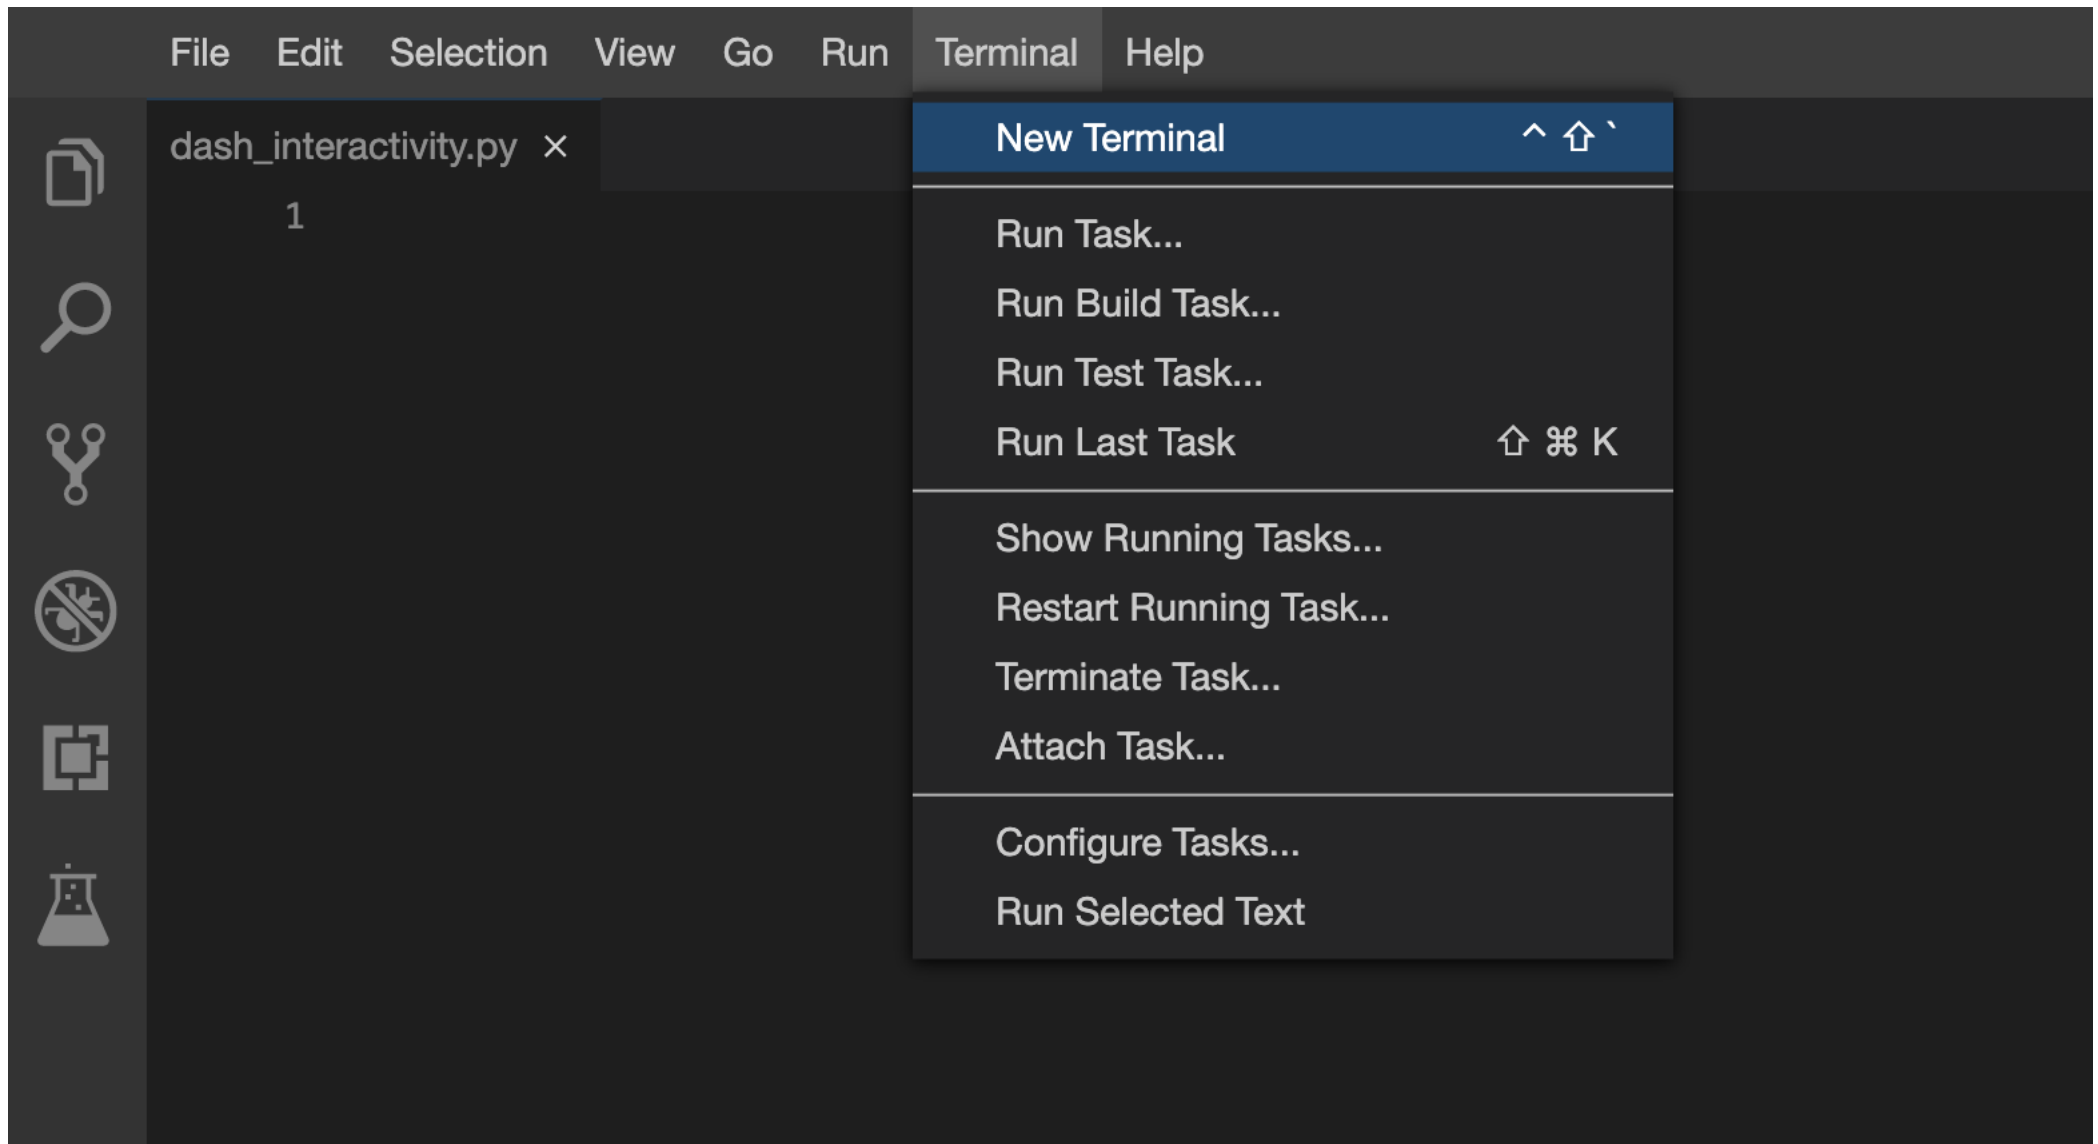 File Edit Selection View Go Run Terminal Help
dash_interactivity.py ×
1
New Terminal ^ ⇧ `
Run Task...
Run Build Task...
Run Test Task...
Run Last Task ⇧ ⌘ K
Show Running Tasks...
Restart Running Task...
Terminate Task...
Attach Task...
Configure Tasks...
Run Selected Text